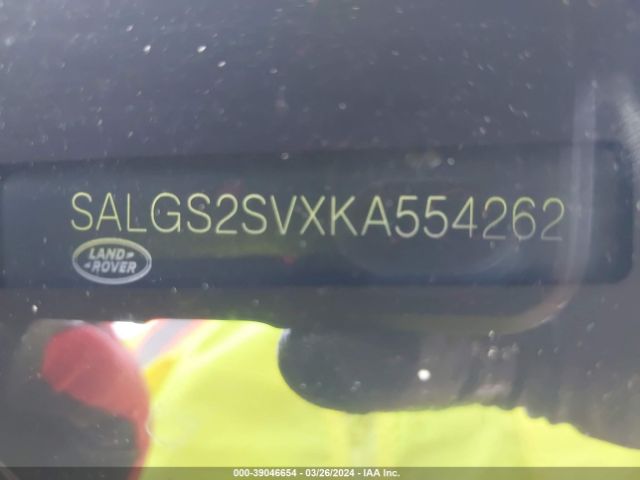 SALGS2SVXKA554262
LAND-
-ROVER
000-39046654 - 03/26/2024 - IAA Inc.